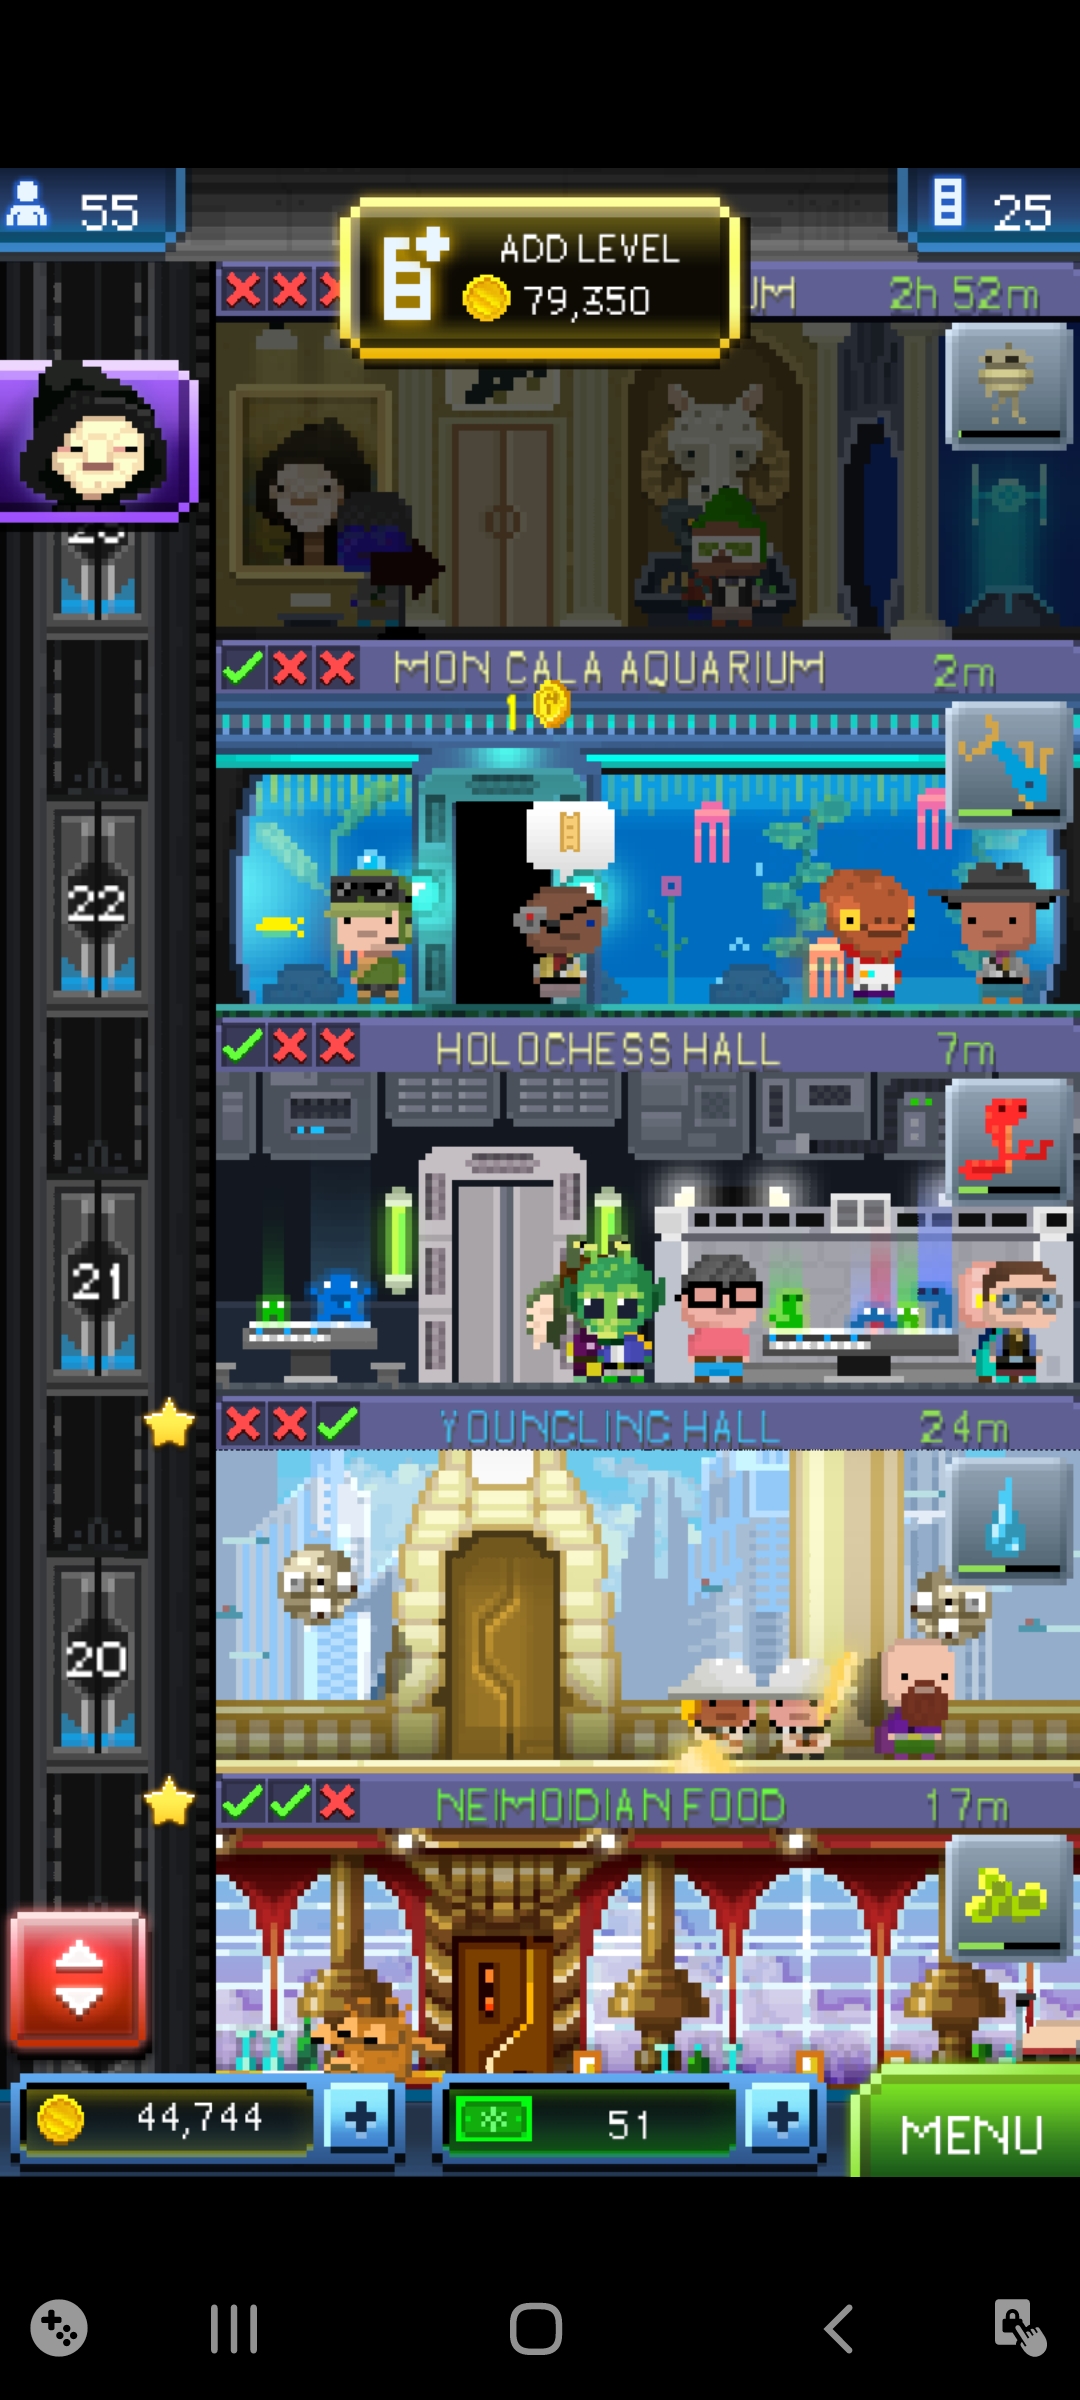 55
ADD LEVEL
79,350
25
2h 52m
MON CALA AQUARIUM 2m
1
22
HOLOCHESS HALL 7m
21
YOUNGLING HALL 24m
20
NEIMOIDIAN FOOD 17m
44,744
51
MENU